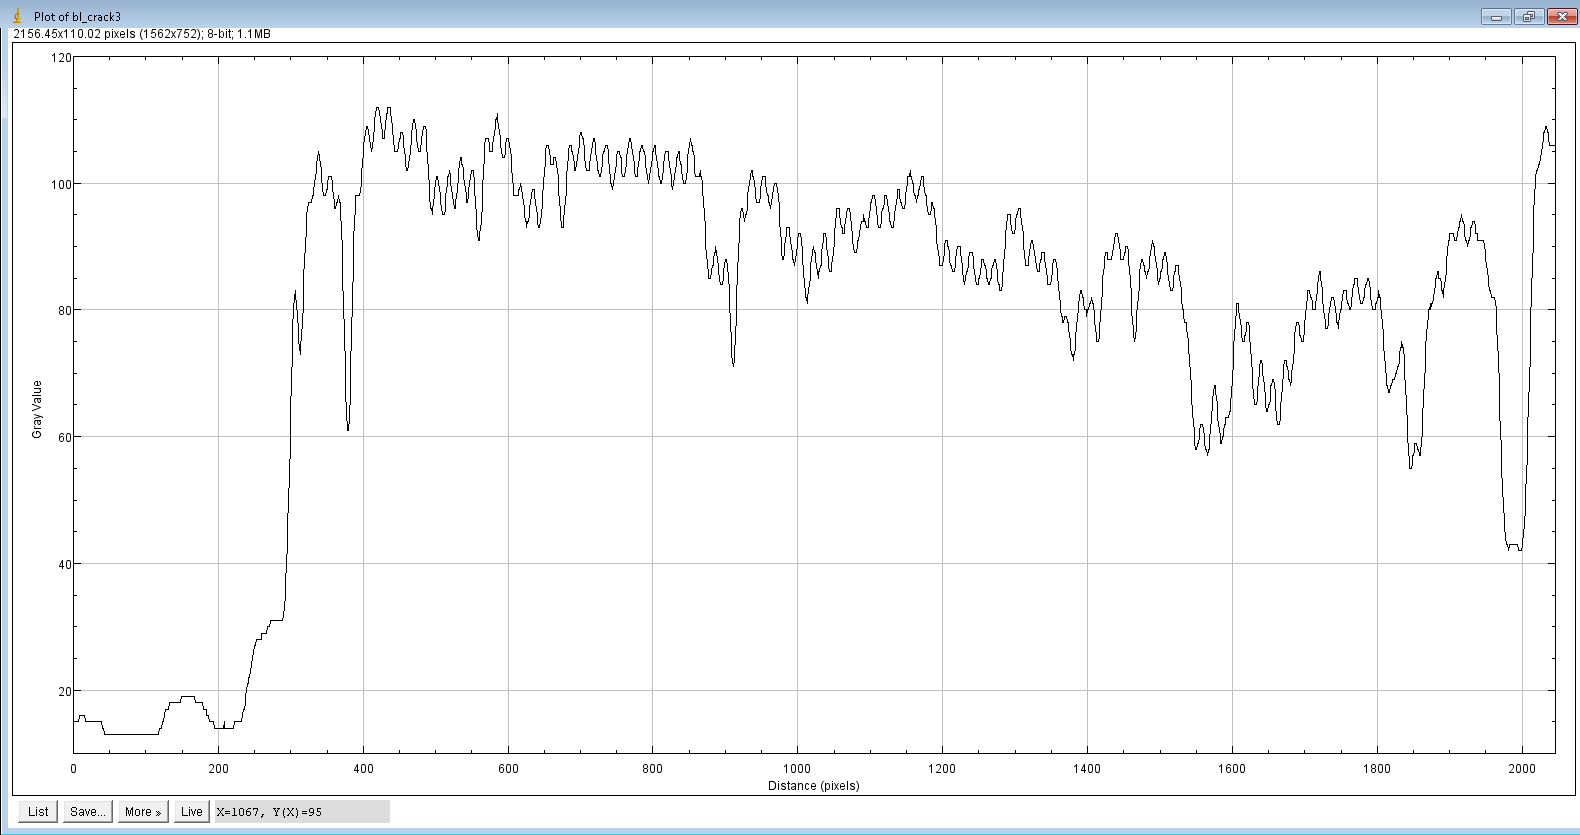 Plot of bl_crack3
2156.45x110.02 pixels (1562x752); 8-bit; 1.1MB
120
100
80
60
40
20
Gray Value
0 200 400 600 800 1000 1200 1400 1600 1800 2000
Distance (pixels)
List Save... More » Live X=1067, Y(X)=95